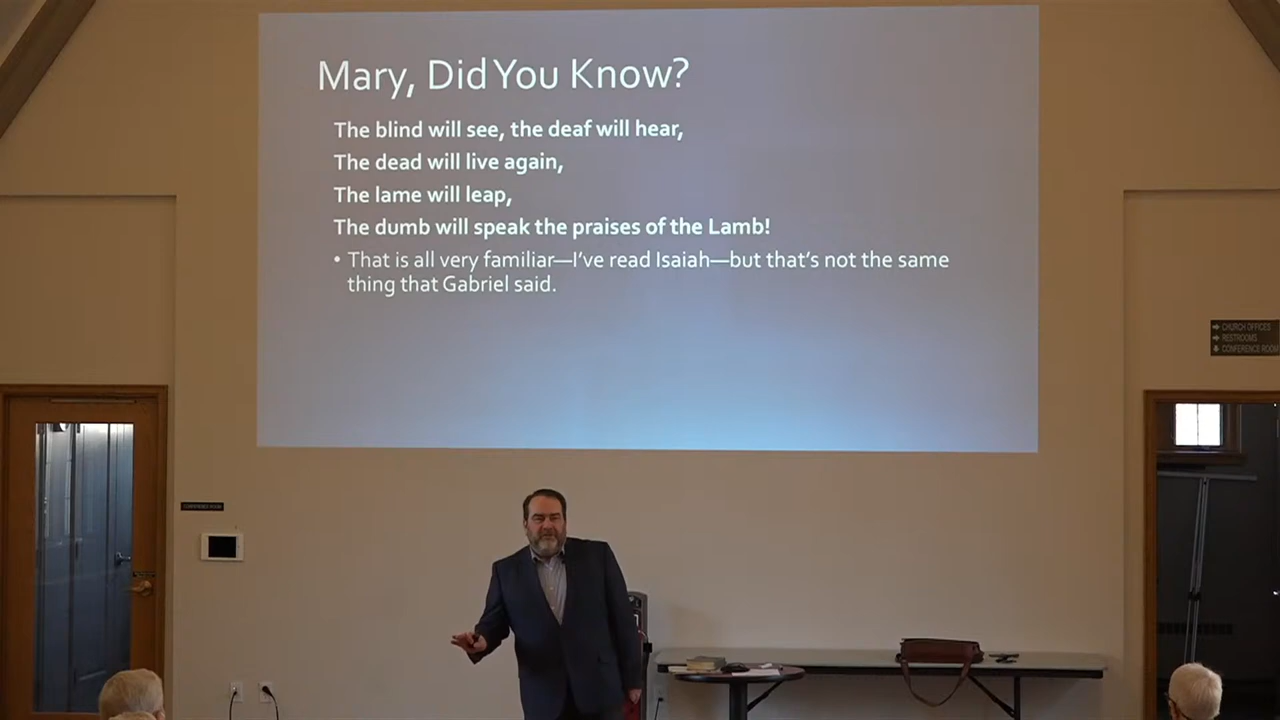 Mary, Did You Know?
The blind will see, the deaf will hear,
The dead will live again,
The lame will leap,
The dumb will speak the praises of the Lamb!
• That is all very familiar—I've read Isaiah—but that's not the same
thing that Gabriel said.
CHURCH OFFICES
RESTROOMS
CONFERENCE ROOM
CONFERENCE ROOM